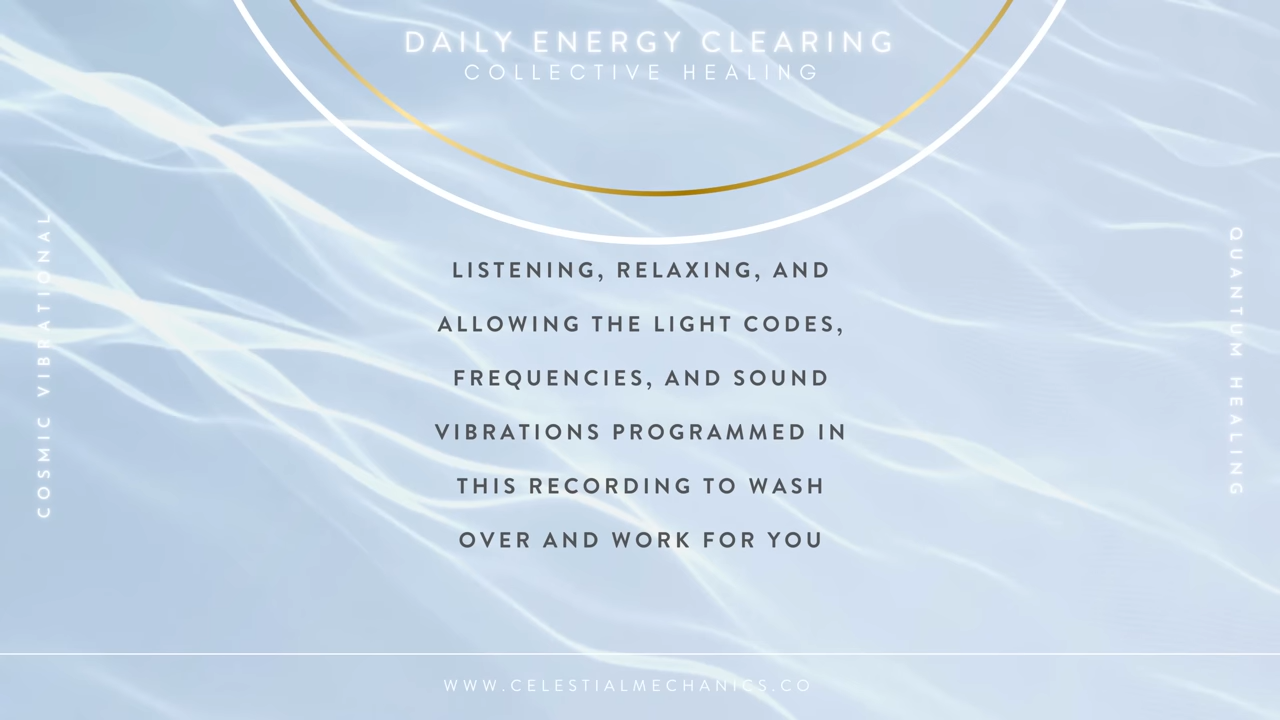 DAILY ENERGY CLEARING
COLLECTIVE HEALING
COSMIC VIBRATIONAL
QUANTUM HEALING
LISTENING, RELAXING, AND
ALLOWING THE LIGHT CODES,
FREQUENCIES, AND SOUND
VIBRATIONS PROGRAMMED IN
THIS RECORDING TO WASH
OVER AND WORK FOR YOU
WWW.CELESTIALMECHANICS.CO